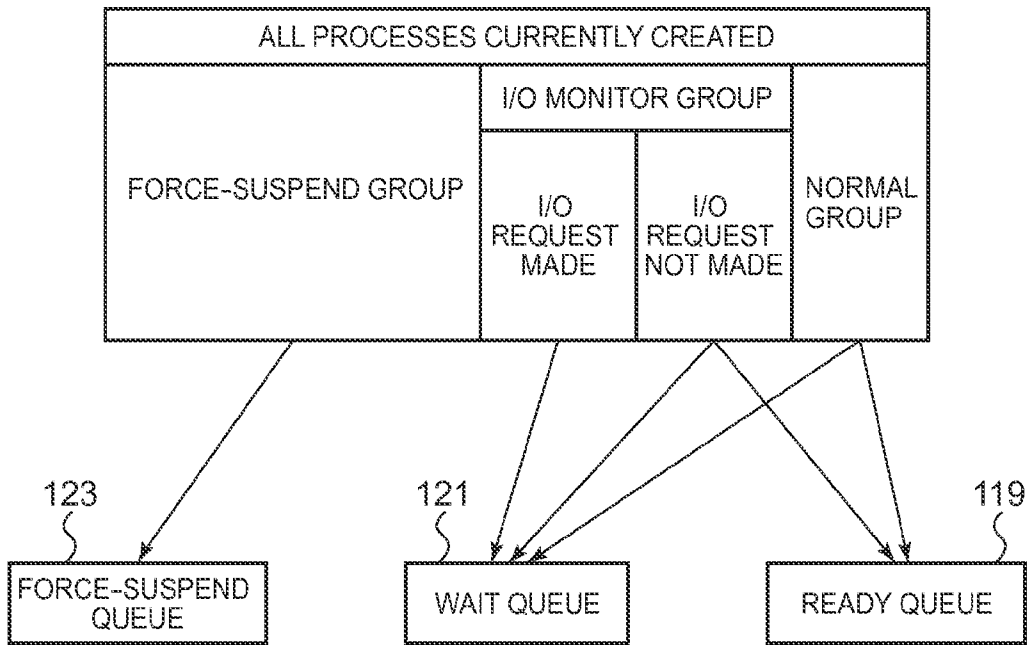 ALL PROCESSES CURRENTLY CREATED
I/O MONITOR GROUP
FORCE-SUSPEND GROUP
I/O
REQUEST
MADE
I/O
REQUEST
NOT MADE
NORMAL
GROUP
123
121
119
FORCE-SUSPEND
QUEUE
WAIT QUEUE
READY QUEUE